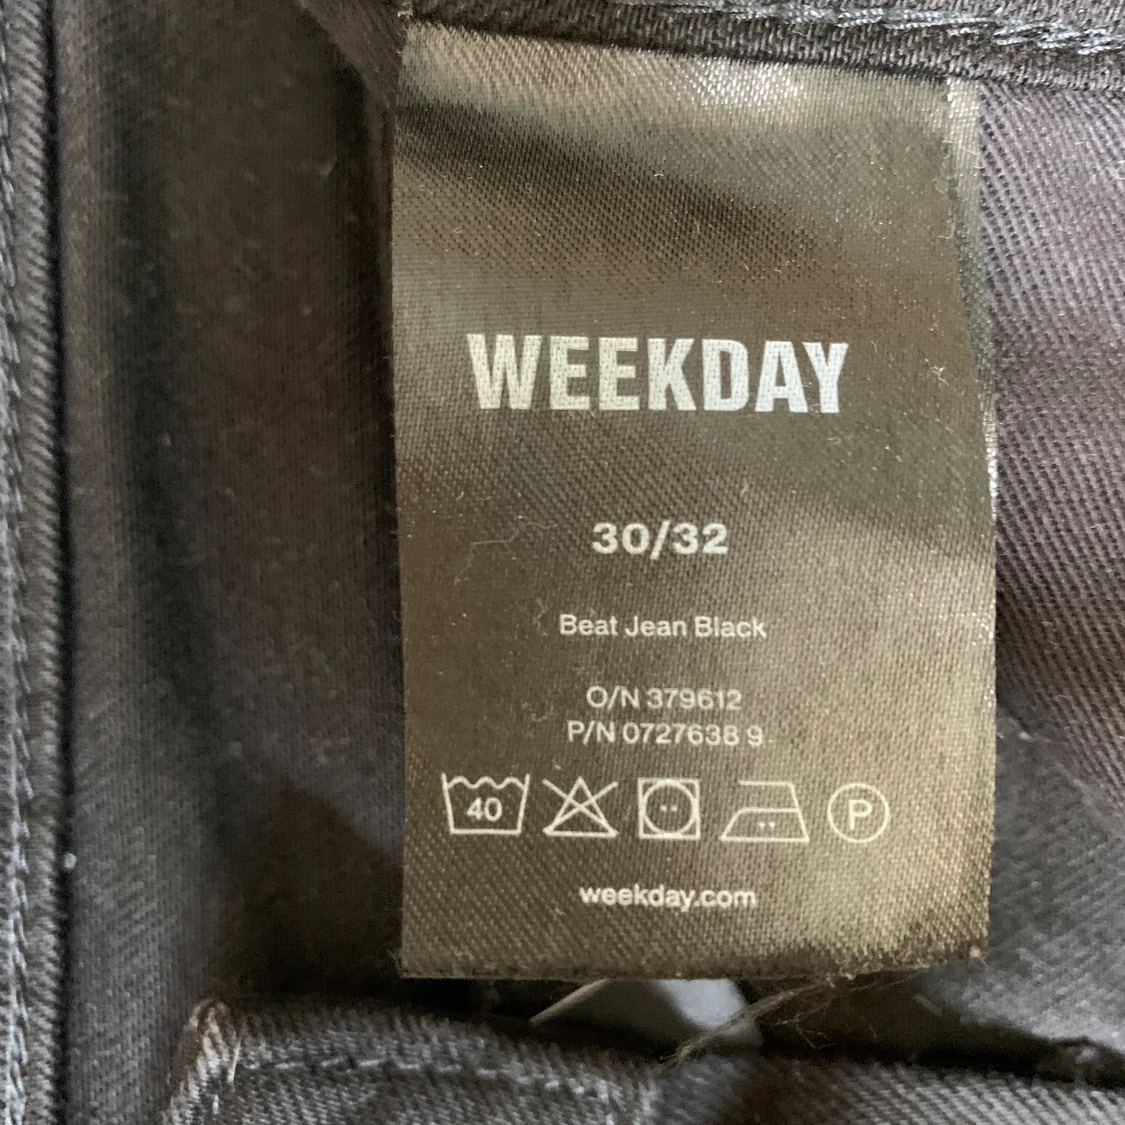 WEEKDAY
30/32
Beat Jean Black
O/N 379612
P/N 0727638 9
40
P
weekday.com